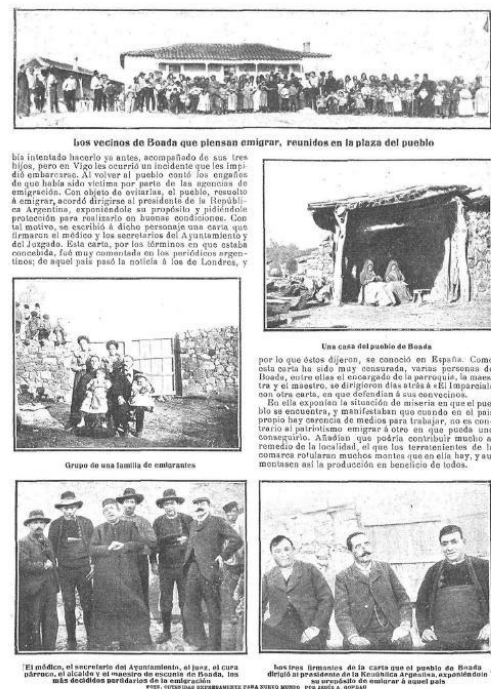 Los vecinos de Boada que piensan emigrar, reunidos en la plaza del pueblo
bía intentado hacerlo ya antes, acompañado de sus tres
hijos, pero en Vigo les ocurrió un incidente que les impi-
dió embarcarse. Al volver al pueblo contó los engaños
de que había sido víctima por parte de las agencias de
emigración. Con objeto de evitarlas, el pueblo, resuelto
á emigrar, acordó dirigirse al presidente de la Repúbli-
ca Argentina, exponiéndole su propósito y pidiéndole
protección para realizarlo en buenas condiciones. Con
tal motivo, se escribió á dicho personaje una carta que
firmaron el médico y los secretarios del Ayuntamiento y
del Juzgado. Esta carta, por los términos en que estaba
concebida, fué muy comentada en los periódicos argen-
tinos; de aquel país pasó la noticia á los de Londres, y
Grupo de una familia de emigrantes
Una casa del pueblo de Boada
por lo que éstos dijeron, se conoció en España. Como
esta carta ha sido muy censurada, varias personas de
Boada, entre ellas el encargado de la parroquia, la maes-
tra y el maestro, se dirigieron días atrás á «El Imparcial»
con otra carta, en que defendían á sus convecinos.
En ella exponían la situación de miseria en que el pue-
blo se encuentra, y manifestaban que cuando en el país
propio hay carencia de medios para trabajar, no es con-
trario al patriotismo emigrar á otro en que pueda uno
conseguirlo. Añadían que podría contribuir mucho al
remedio de la localidad, el que los terratenientes de la
comarca rotularan muchos montes que en ella hay, y au-
mentasen así la producción en beneficio de todos.
El médico, el secretario del Ayuntamiento, el juez, el cura
párroco, el alcalde y el maestro de escuela de Boada, los
más decididos partidarios de la emigración
Los tres firmantes de la carta que el pueblo de Boada
dirigió al presidente de la República Argentina, exponiéndole
su propósito de emigrar á aquel país
FOTS. OBTENIDAS EXPRESAMENTE PARA NUEVO MUNDO POR JESÚS A.